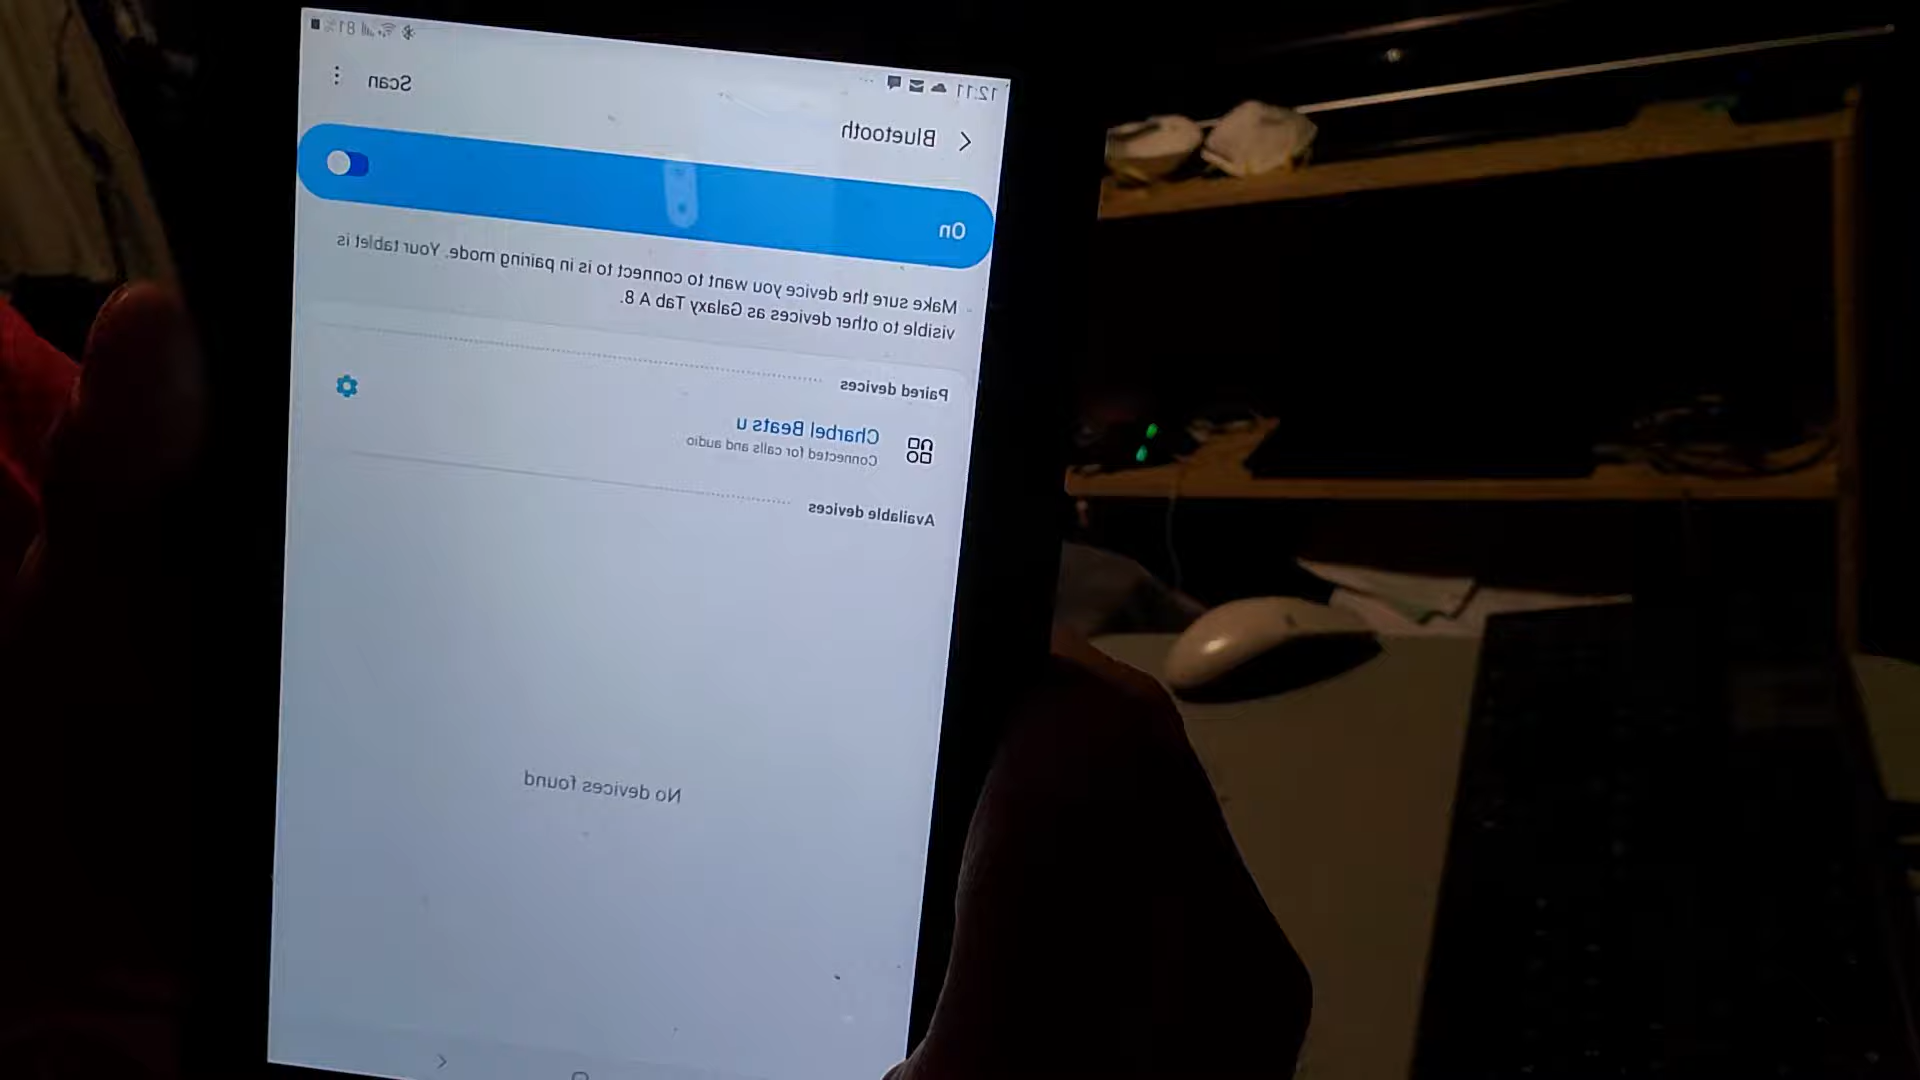 12:11
81%
Bluetooth
Scan
On
Make sure the device you want to connect to is in pairing mode. Your tablet is
visible to other devices as Galaxy Tab A 8.
Paired devices
Charbel Beats u
Connected for calls and audio
Available devices
No devices found